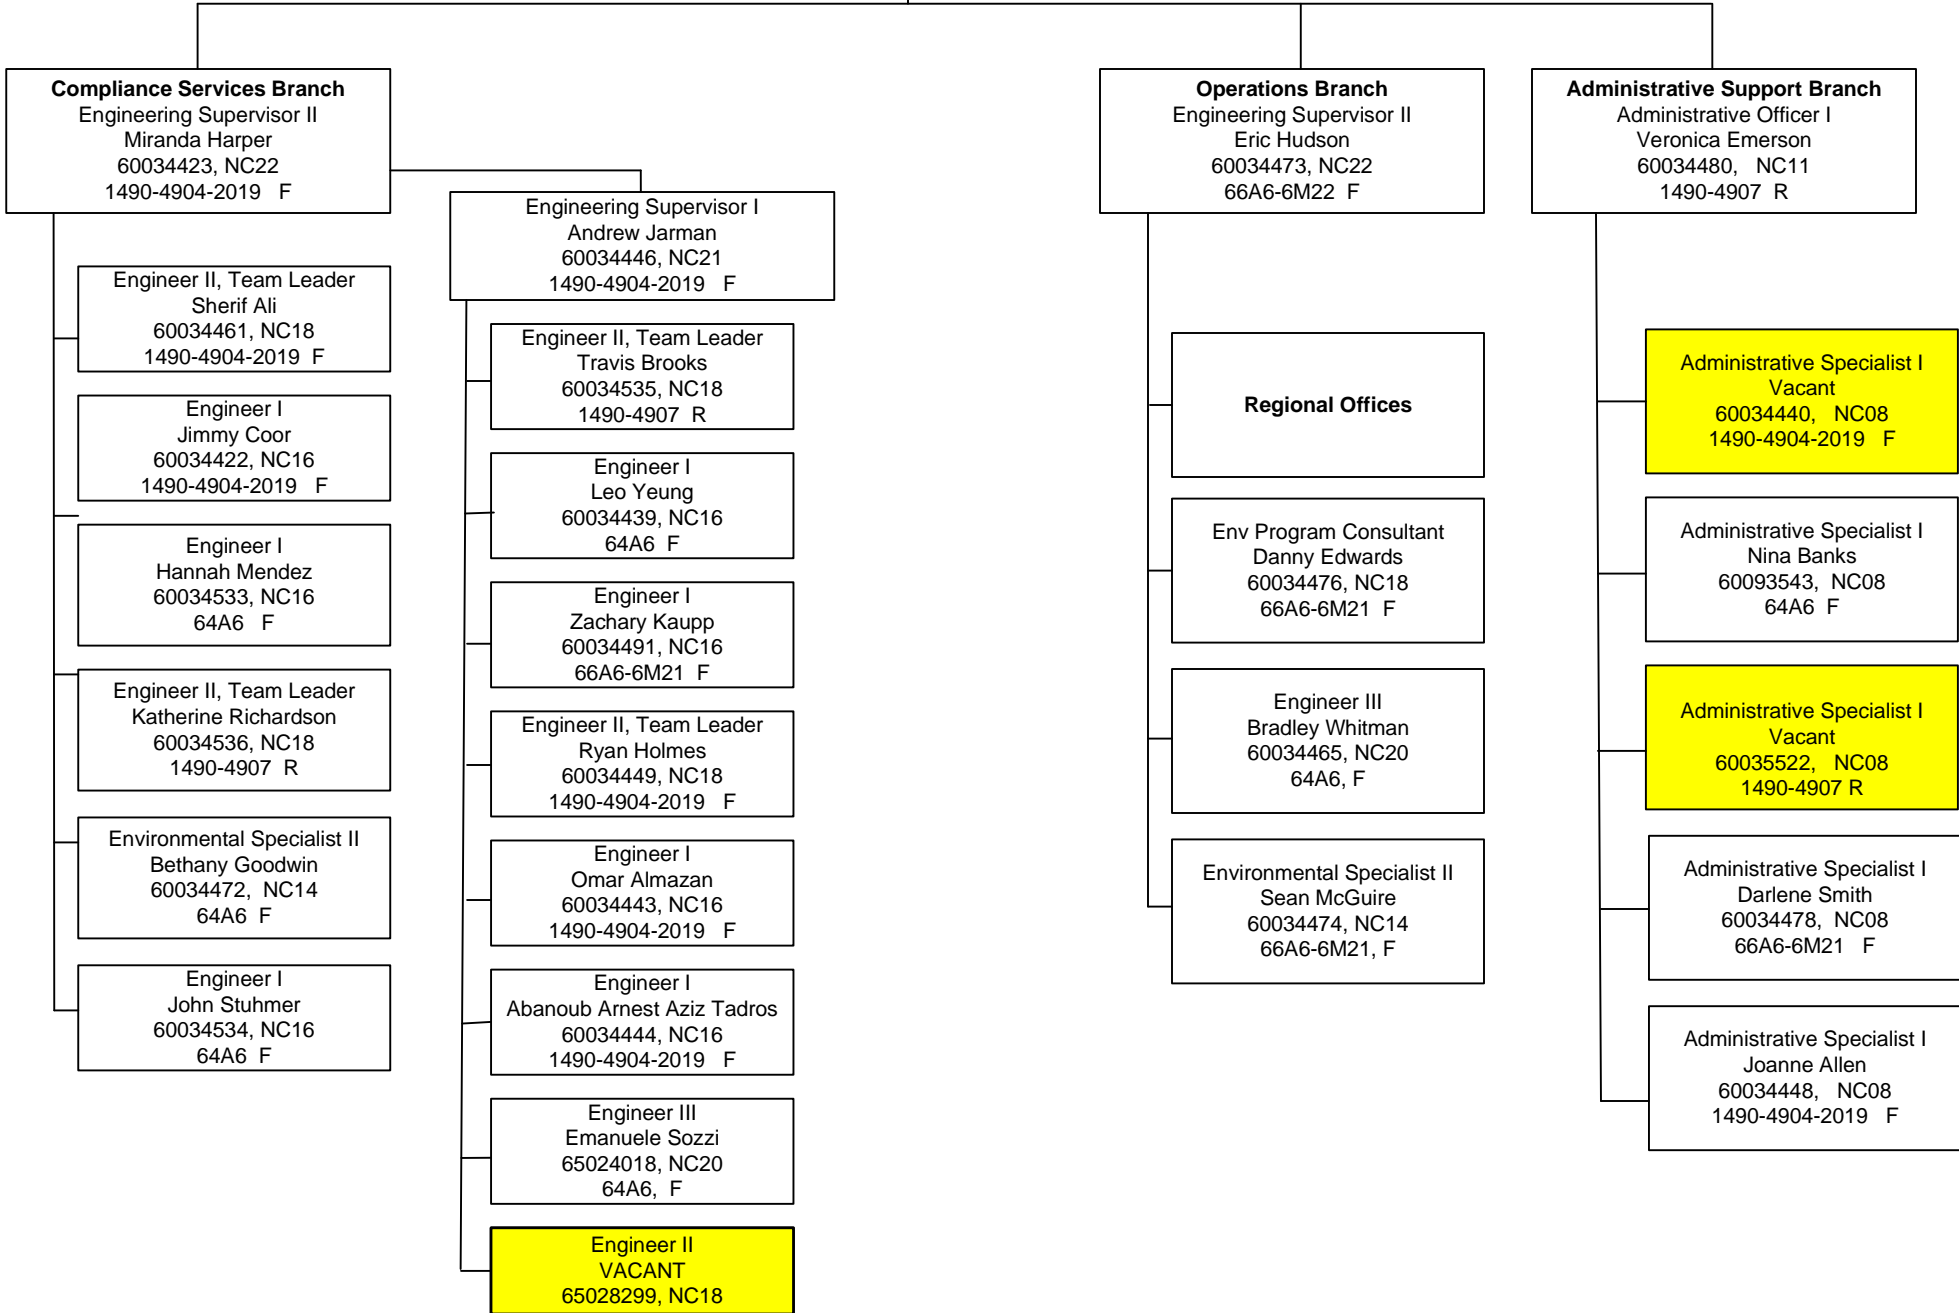 Compliance Services Branch
Engineering Supervisor II
Miranda Harper
60034423, NC22
1490-4904-2019 F
Engineer II, Team Leader
Sherif Ali
60034461, NC18
1490-4904-2019 F
Engineer I
Jimmy Coor
60034422, NC16
1490-4904-2019 F
Engineer I
Hannah Mendez
60034533, NC16
64A6 F
Engineer II, Team Leader
Katherine Richardson
60034536, NC18
1490-4907 R
Environmental Specialist II
Bethany Goodwin
60034472, NC14
64A6 F
Engineer I
John Stuhmer
60034534, NC16
64A6 F
Engineering Supervisor I
Andrew Jarman
60034446, NC21
1490-4904-2019 F
Engineer II, Team Leader
Travis Brooks
60034535, NC18
1490-4907 R
Engineer I
Leo Yeung
60034439, NC16
64A6 F
Engineer I
Zachary Kaupp
60034491, NC16
66A6-6M21 F
Engineer II, Team Leader
Ryan Holmes
60034449, NC18
1490-4904-2019 F
Engineer I
Omar Almazan
60034443, NC16
1490-4904-2019 F
Engineer I
Abanoub Arnest Aziz Tadros
60034444, NC16
1490-4904-2019 F
Engineer III
Emanuele Sozzi
65024018, NC20
64A6, F
Engineer II
VACANT
65028299, NC18
Operations Branch
Engineering Supervisor II
Eric Hudson
60034473, NC22
66A6-6M22 F
Regional Offices
Env Program Consultant
Danny Edwards
60034476, NC18
66A6-6M21 F
Engineer III
Bradley Whitman
60034465, NC20
64A6, F
Environmental Specialist II
Sean McGuire
60034474, NC14
66A6-6M21, F
Administrative Support Branch
Administrative Officer I
Veronica Emerson
60034480, NC11
1490-4907 R
Administrative Specialist I
Vacant
60034440, NC08
1490-4904-2019 F
Administrative Specialist I
Nina Banks
60093543, NC08
64A6 F
Administrative Specialist I
Vacant
60035522, NC08
1490-4907 R
Administrative Specialist I
Darlene Smith
60034478, NC08
66A6-6M21 F
Administrative Specialist I
Joanne Allen
60034448, NC08
1490-4904-2019 F